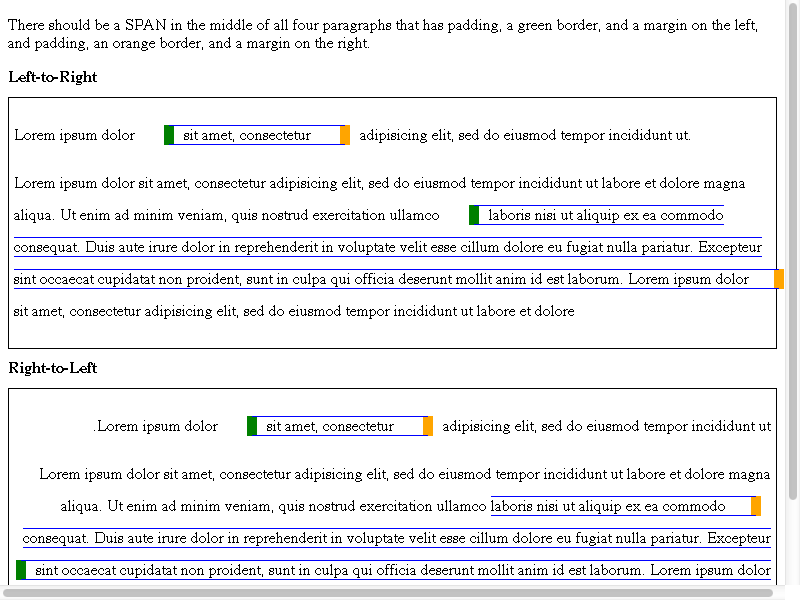 There should be a SPAN in the middle of all four paragraphs that has padding, a green border, and a margin on the left,
and padding, an orange border, and a margin on the right.
Left-to-Right
Lorem ipsum dolor sit amet, consectetur adipisicing elit, sed do eiusmod tempor incididunt ut.
Lorem ipsum dolor sit amet, consectetur adipisicing elit, sed do eiusmod tempor incididunt ut labore et dolore magna
aliqua. Ut enim ad minim veniam, quis nostrud exercitation ullamco laboris nisi ut aliquip ex ea commodo
consequat. Duis aute irure dolor in reprehenderit in voluptate velit esse cillum dolore eu fugiat nulla pariatur. Excepteur
sint occaecat cupidatat non proident, sunt in culpa qui officia deserunt mollit anim id est laborum. Lorem ipsum dolor
sit amet, consectetur adipisicing elit, sed do eiusmod tempor incididunt ut labore et dolore
Right-to-Left
.Lorem ipsum dolor sit amet, consectetur adipisicing elit, sed do eiusmod tempor incididunt ut
Lorem ipsum dolor sit amet, consectetur adipisicing elit, sed do eiusmod tempor incididunt ut labore et dolore magna
aliqua. Ut enim ad minim veniam, quis nostrud exercitation ullamco laboris nisi ut aliquip ex ea commodo
consequat. Duis aute irure dolor in reprehenderit in voluptate velit esse cillum dolore eu fugiat nulla pariatur. Excepteur
sint occaecat cupidatat non proident, sunt in culpa qui officia deserunt mollit anim id est laborum. Lorem ipsum dolor